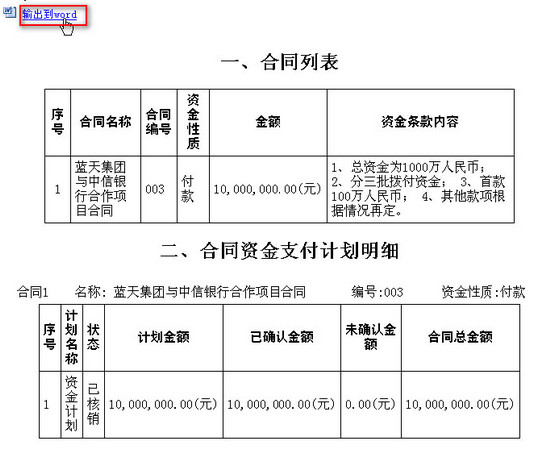 输出到word
一、合同列表
序号 合同名称 合同编号 资金性质 金额 资金条款内容
1 蓝天集团与中信银行合作项目合同 003 付款 10,000,000.00(元) 1、总资金为1000万人民币； 2、分三批拨付资金； 3、首款100万人民币； 4、其他款项根据情况再定。
二、合同资金支付计划明细
合同1 名称: 蓝天集团与中信银行合作项目合同 编号:003 资金性质:付款
序号 计划名称 状态 计划金额 已确认金额 未确认金额 合同总金额
1 资金计划 已核销 10,000,000.00(元) 10,000,000.00(元) 0.00(元) 10,000,000.00(元)